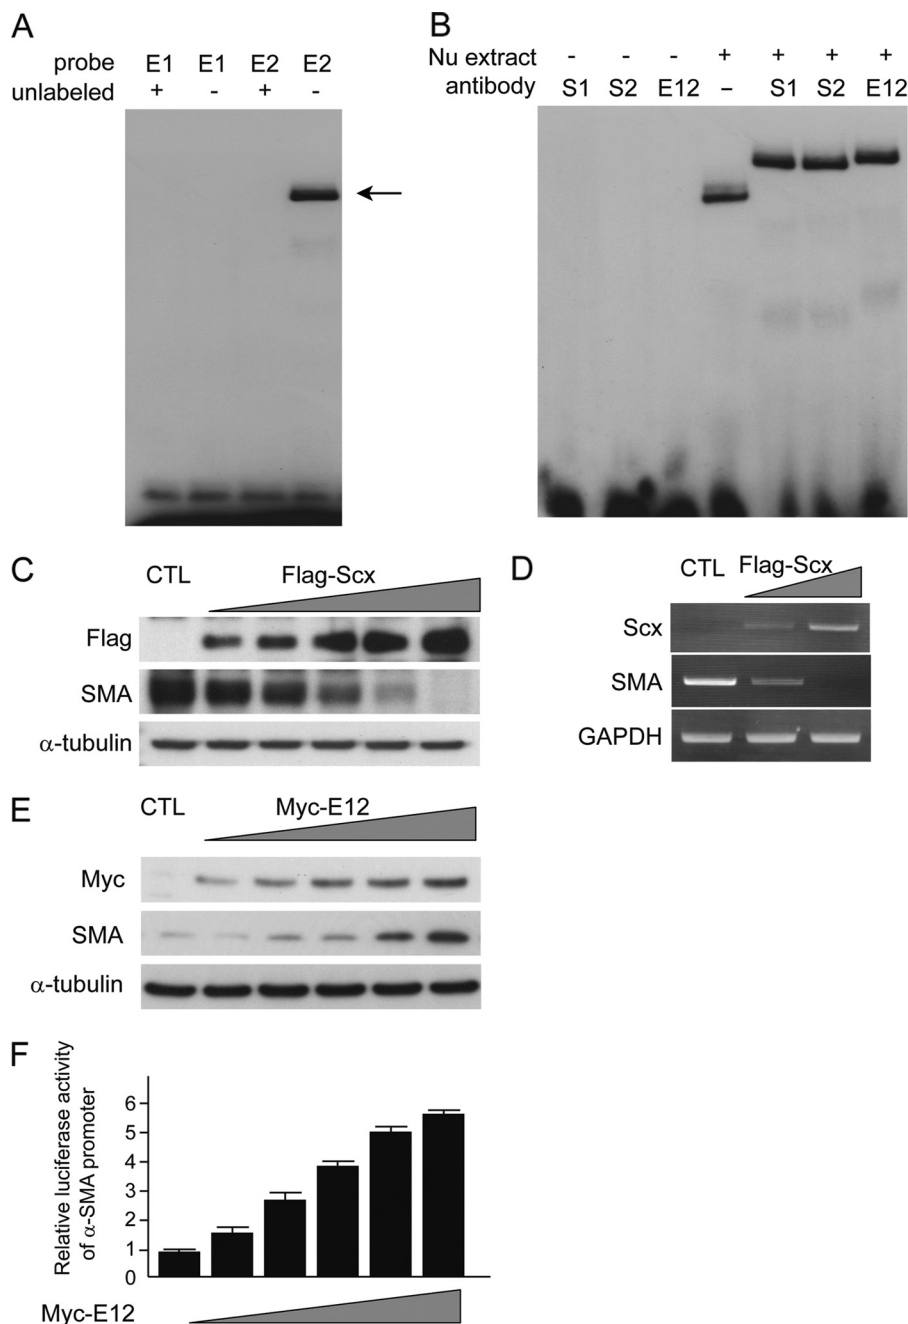 A
probe E1 E1 E2 E2
unlabeled + - + -
B
Nu extract - - - + + + +
antibody S1 S2 E12 – S1 S2 E12
C
CTL Flag-Scx
Flag
SMA
α-tubulin
D
CTL Flag-Scx
Scx
SMA
GAPDH
E
CTL Myc-E12
Myc
SMA
α-tubulin
F
Relative luciferase activity
of α-SMA promoter
6
5
4
3
2
1
0
Myc-E12